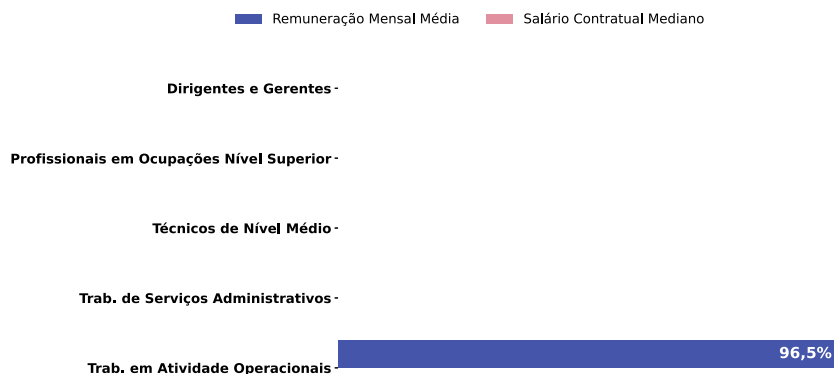 Remuneração Mensal Média Salário Contratual Mediano
Dirigentes e Gerentes
Profissionais em Ocupações Nível Superior
Técnicos de Nível Médio
Trab. de Serviços Administrativos
96,5%
Trab. em Atividade Operacionais